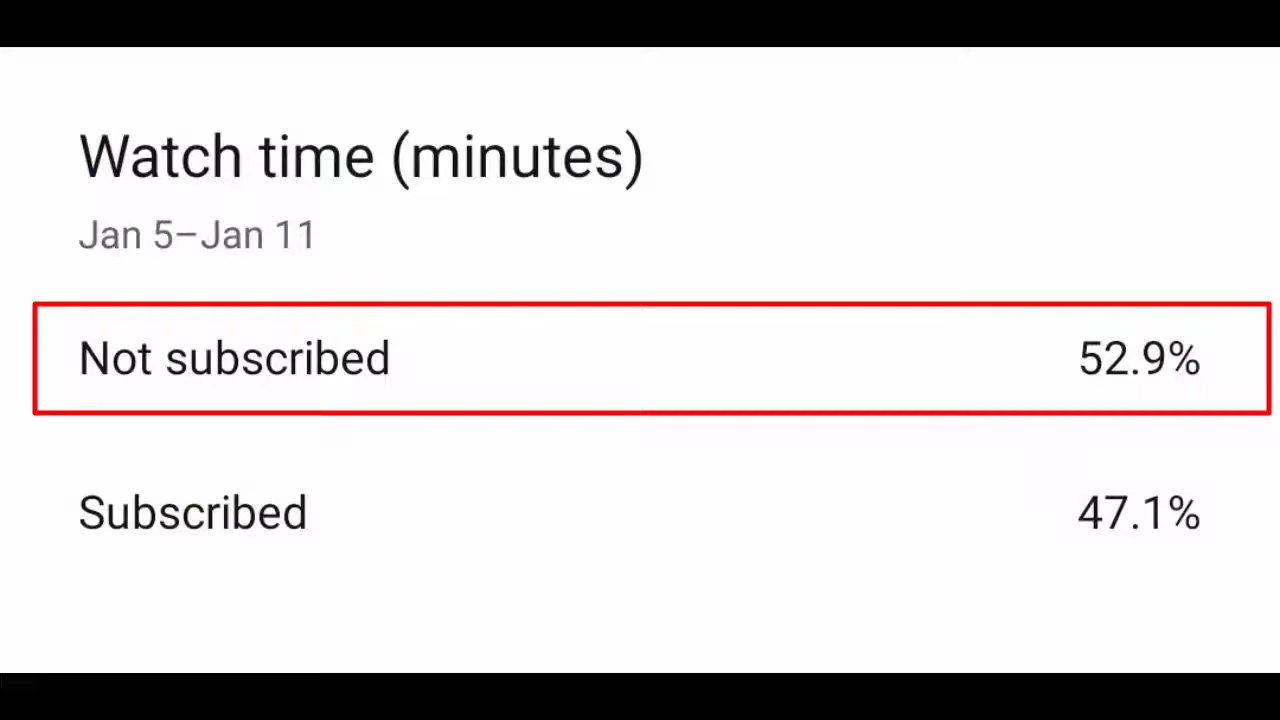 Watch time (minutes)
Jan 5–Jan 11
Not subscribed 52.9%
Subscribed 47.1%